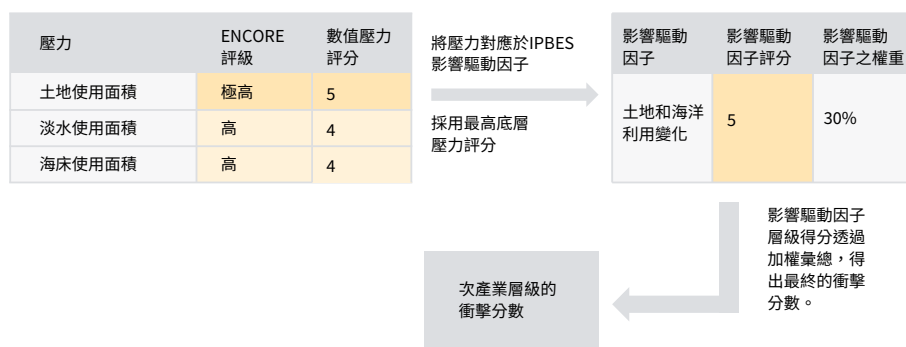 壓力
ENCORE
評級
數值壓力
評分
土地使用面積
極高
5
淡水使用面積
高
4
海床使用面積
高
4
將壓力對應於IPBES
影響驅動因子
採用最高底層
壓力評分
影響驅動
因子
影響驅動
因子評分
影響驅動
因子之權重
土地和海洋
利用變化
5
30%
影響驅動因子
層級得分透過
加權彙總，得
出最終的衝擊
分數。
次產業層級的
衝擊分數